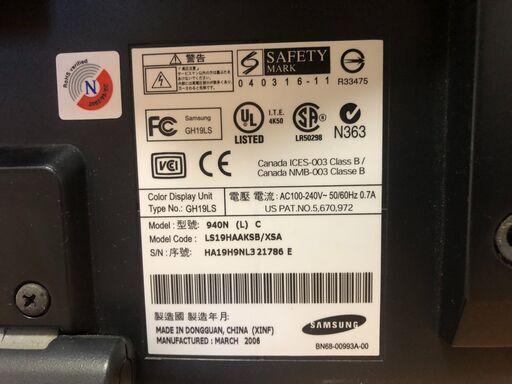 RoHS verified
N
警告
S
SAFETY
MARK
040316-11
R33475
FC
Samsung
GH19LS
UL
LISTED
I.T.E.
4K50
SA
LR50298
N363
VCI
CE
Canada ICES-003 Class B /
Canada NMB-003 Classe B
Color Display Unit
Type No.: GH19LS
電壓 電流: AC100-240V~ 50/60Hz 0.7A
US PAT.NO.5,670,972
Model: 型號: 940N (L) C
Model Code: LS19HAAKSB/XSA
S/N: 序號: HA19H9NL321786 E
製造國 製造年月:
MADE IN DONGGUAN, CHINA (XINF)
MANUFACTURED: MARCH 2006
SAMSUNG
BN68-00993A-00